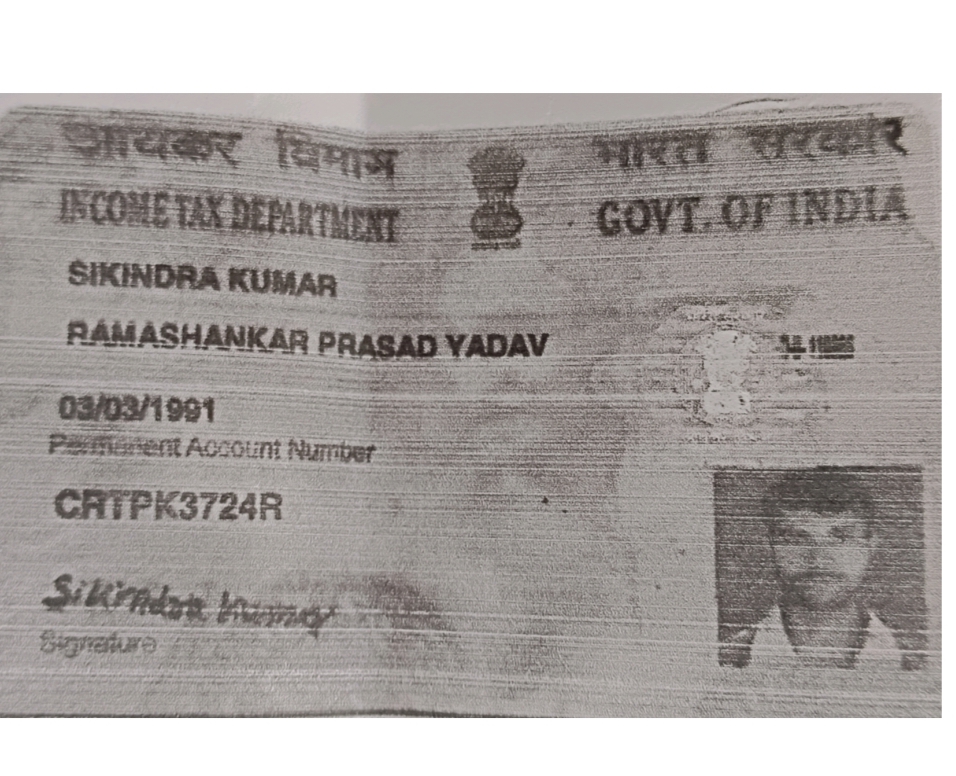 आयकर विभाग
भारत सरकार
INCOME TAX DEPARTMENT
GOVT. OF INDIA
SIKINDRA KUMAR
RAMASHANKAR PRASAD YADAV
03/03/1991
Permanent Account Number
CRTPK3724R
Sikindra Kumar
Signature